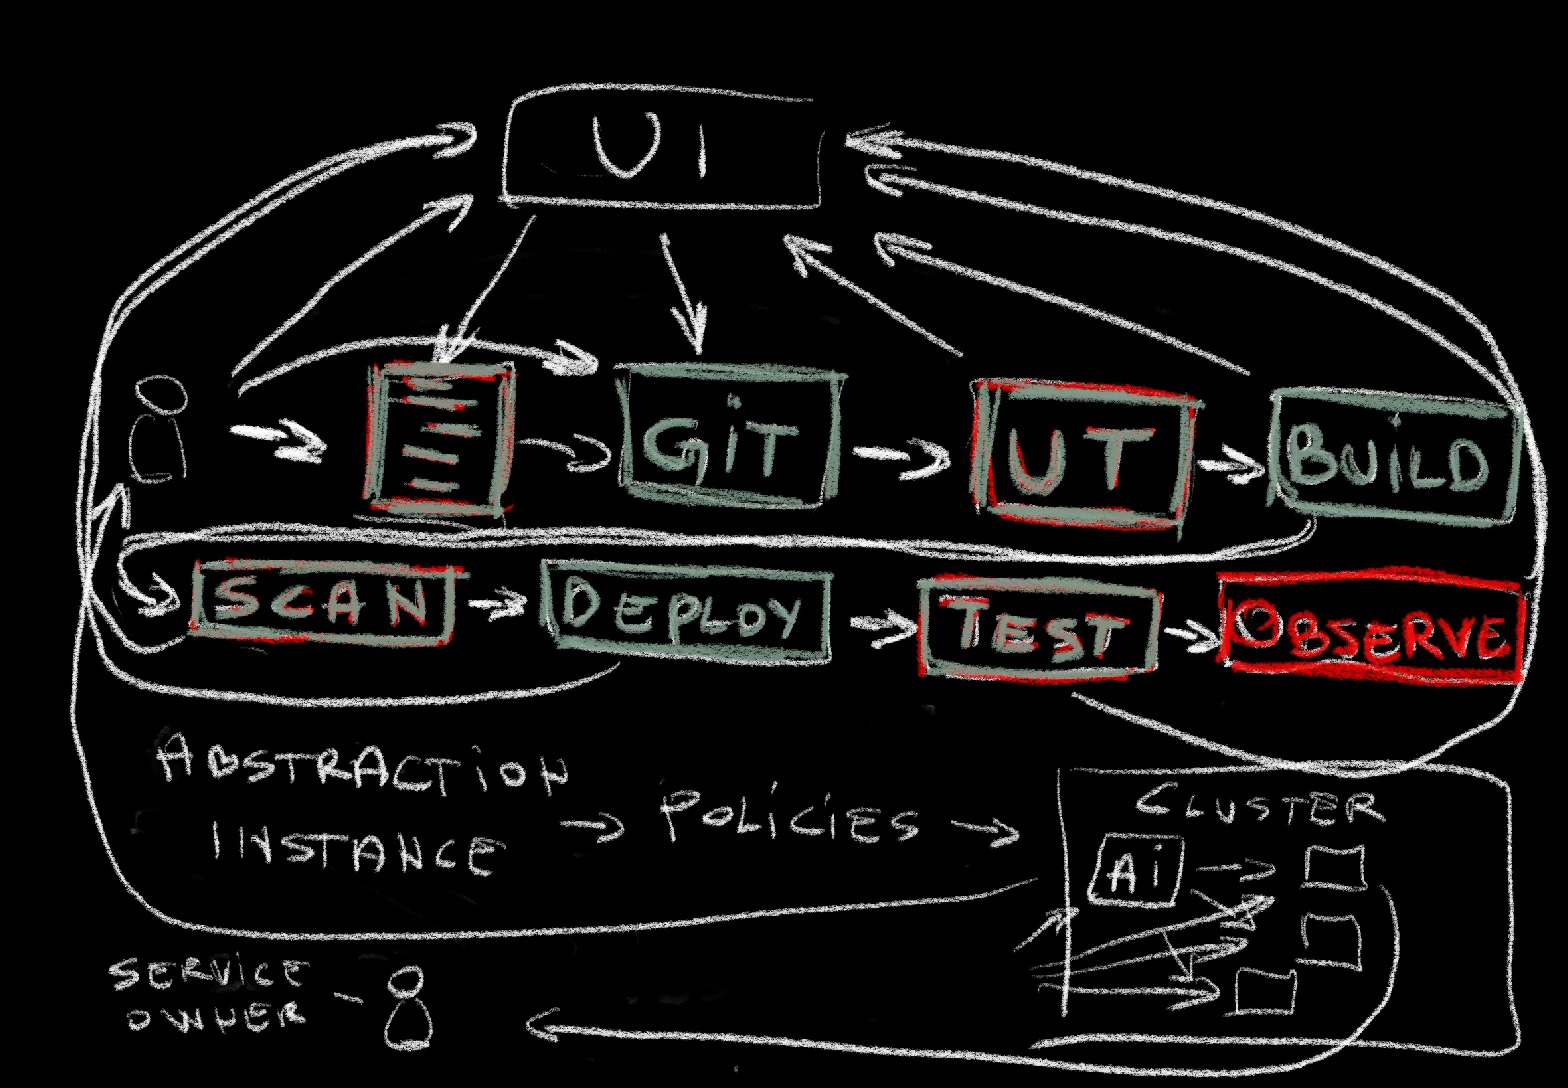 UI
GiT
UT
BUiLD
SCAN
DEPLOY
TEST
OBSERVE
ABSTRACTiON
INSTANCE
POLiCiES
CLUSTER
Ai
SERViCE
OWNER